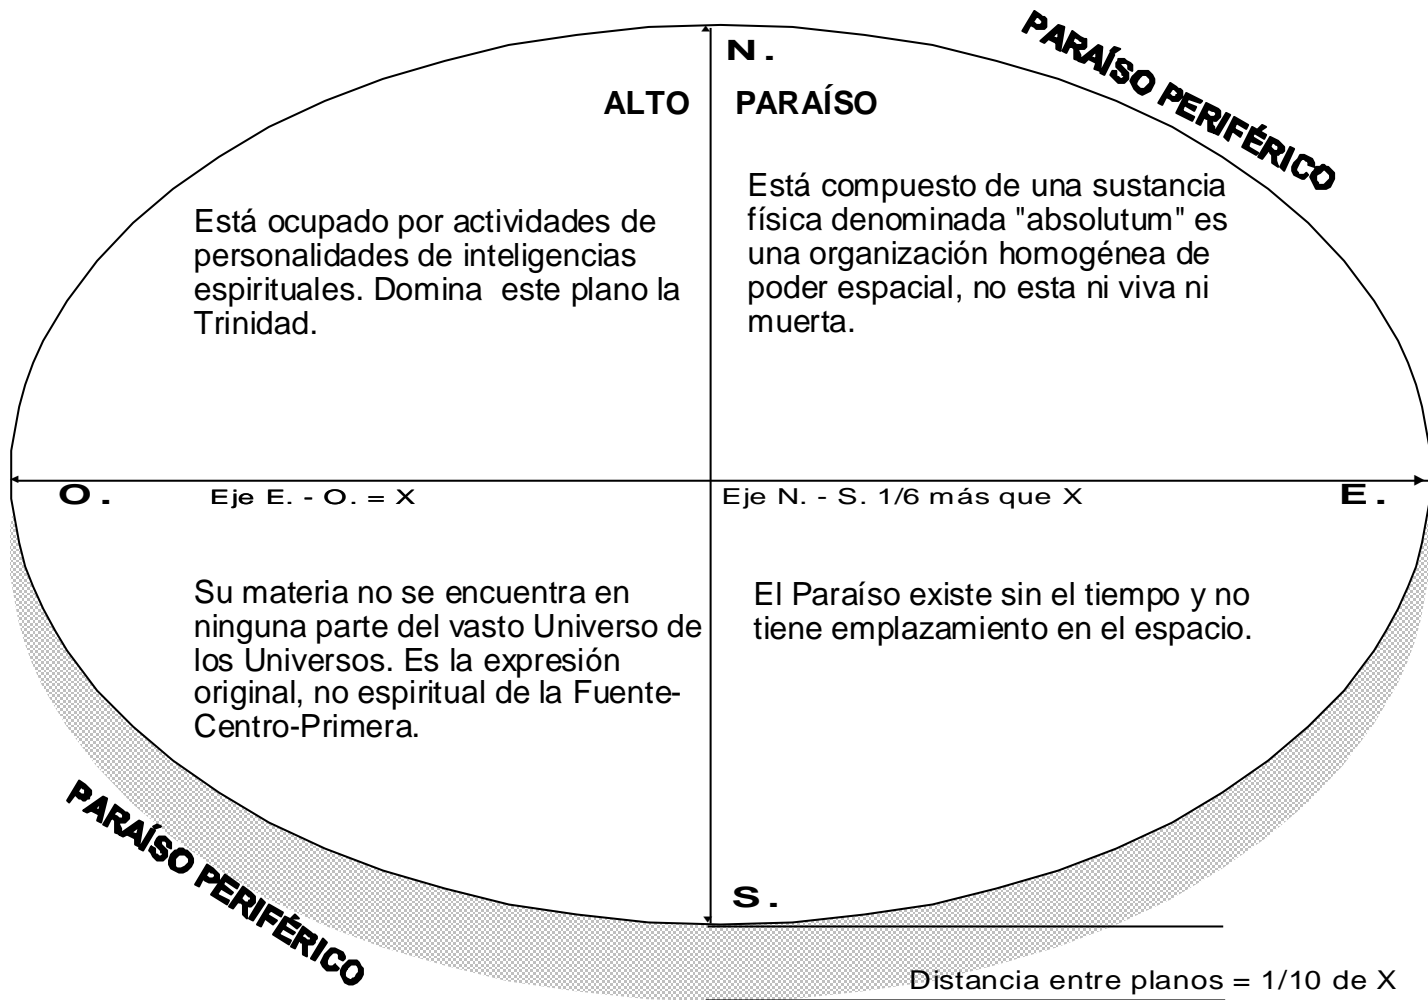 N.
PARAÍSO PERIFÉRICO
ALTO PARAÍSO
Está ocupado por actividades de
personalidades de inteligencias
espirituales. Domina este plano la
Trinidad.
Está compuesto de una sustancia
física denominada "absolutum" es
una organización homogénea de
poder espacial, no esta ni viva ni
muerta.
O.
Eje E. - O. = X
Eje N. - S. 1/6 más que X
E.
Su materia no se encuentra en
ninguna parte del vasto Universo de
los Universos. Es la expresión
original, no espiritual de la Fuente-
Centro-Primera.
El Paraíso existe sin el tiempo y no
tiene emplazamiento en el espacio.
PARAÍSO PERIFÉRICO
S.
Distancia entre planos = 1/10 de X